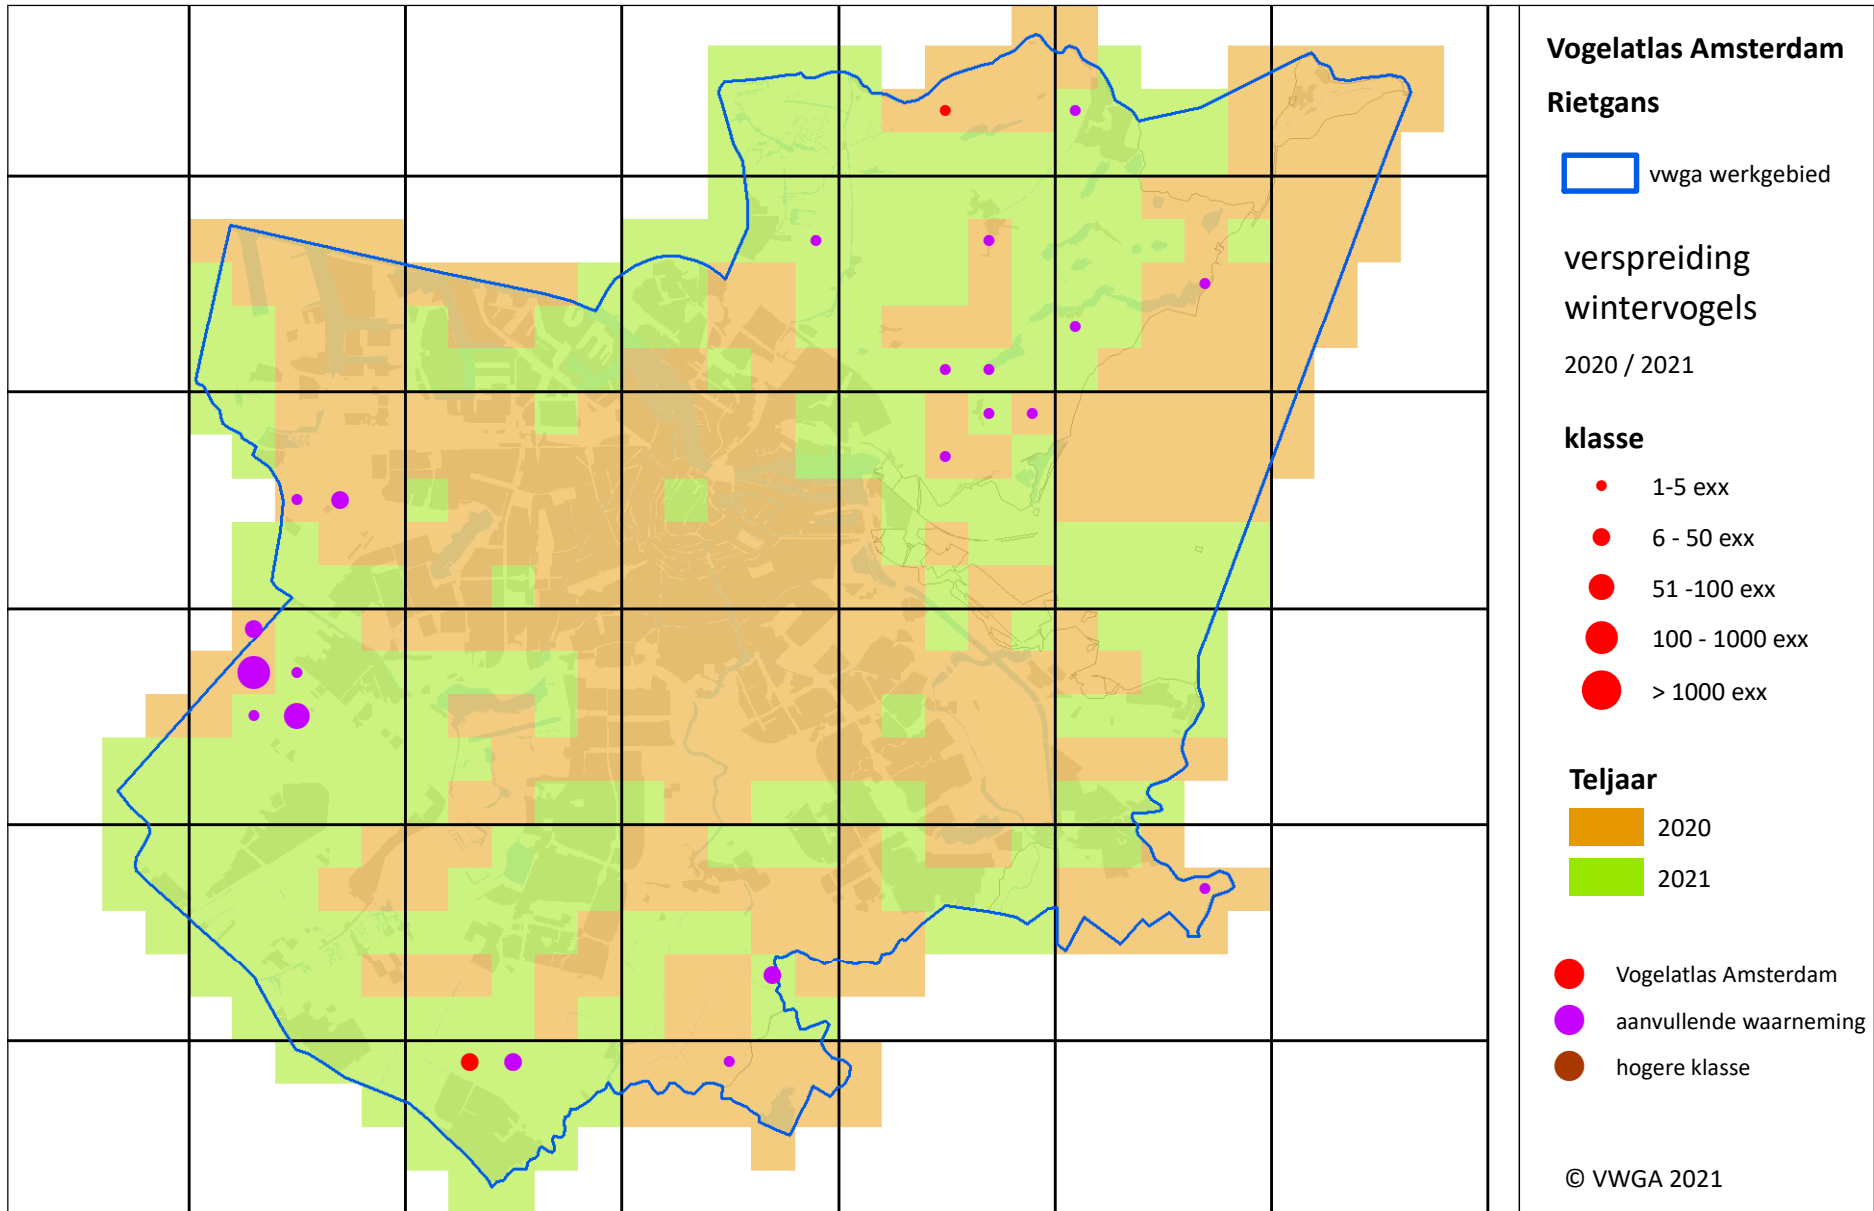 Vogelatlas Amsterdam
Rietgans
vwga werkgebied
verspreiding
wintervogels
2020 / 2021
klasse
1-5 exx
6 - 50 exx
51 -100 exx
100 - 1000 exx
> 1000 exx
Teljaar
2020
2021
Vogelatlas Amsterdam
aanvullende waarneming
hogere klasse
© VWGA 2021